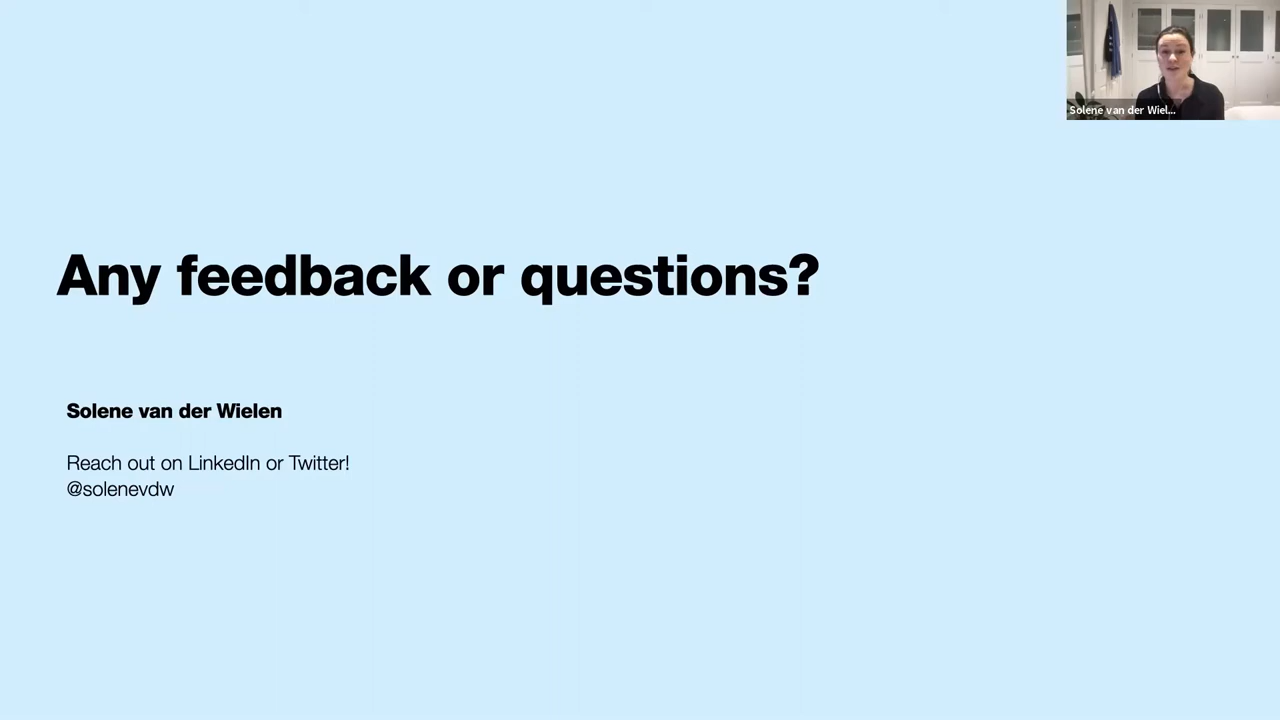 Solene van der Wiel...
Any feedback or questions?
Solene van der Wielen
Reach out on LinkedIn or Twitter!
@solenevdw